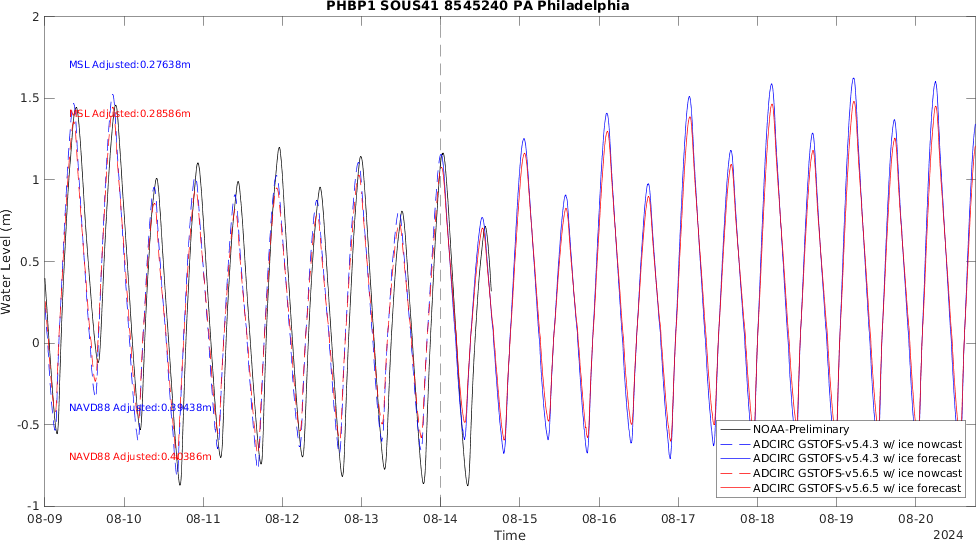 PHBP1 SOUS41 8545240 PA Philadelphia
2
1.5
1
0.5
0
-0.5
-1
Water Level (m)
MSL Adjusted:0.27638m
MSL Adjusted:0.28586m
NAVD88 Adjusted:0.39438m
NAVD88 Adjusted:0.40386m
NOAA-Preliminary
ADCIRC GSTOFS-v5.4.3 w/ ice nowcast
ADCIRC GSTOFS-v5.4.3 w/ ice forecast
ADCIRC GSTOFS-v5.6.5 w/ ice nowcast
ADCIRC GSTOFS-v5.6.5 w/ ice forecast
08-09 08-10 08-11 08-12 08-13 08-14 08-15 08-16 08-17 08-18 08-19 08-20
Time
2024